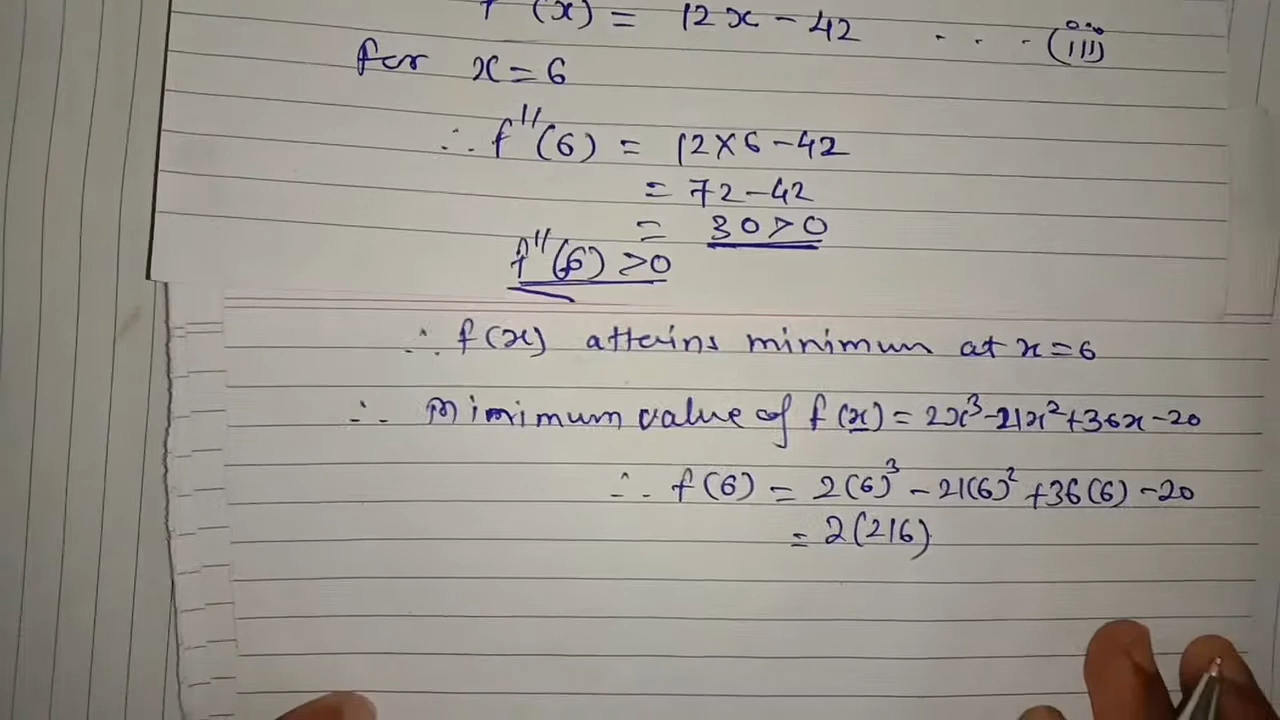 f''(x) = 12x - 42 ... (iii)
for x = 6
∴ f''(6) = 12×6-42
= 72-42
= 30>0
f''(6) >0
∴ f(x) attains minimum at x=6
∴ Minimum value of f(x) = 2x³-21x²+36x-20
∴ f(6) = 2(6)³ - 21(6)² +36(6) -20
= 2(216)